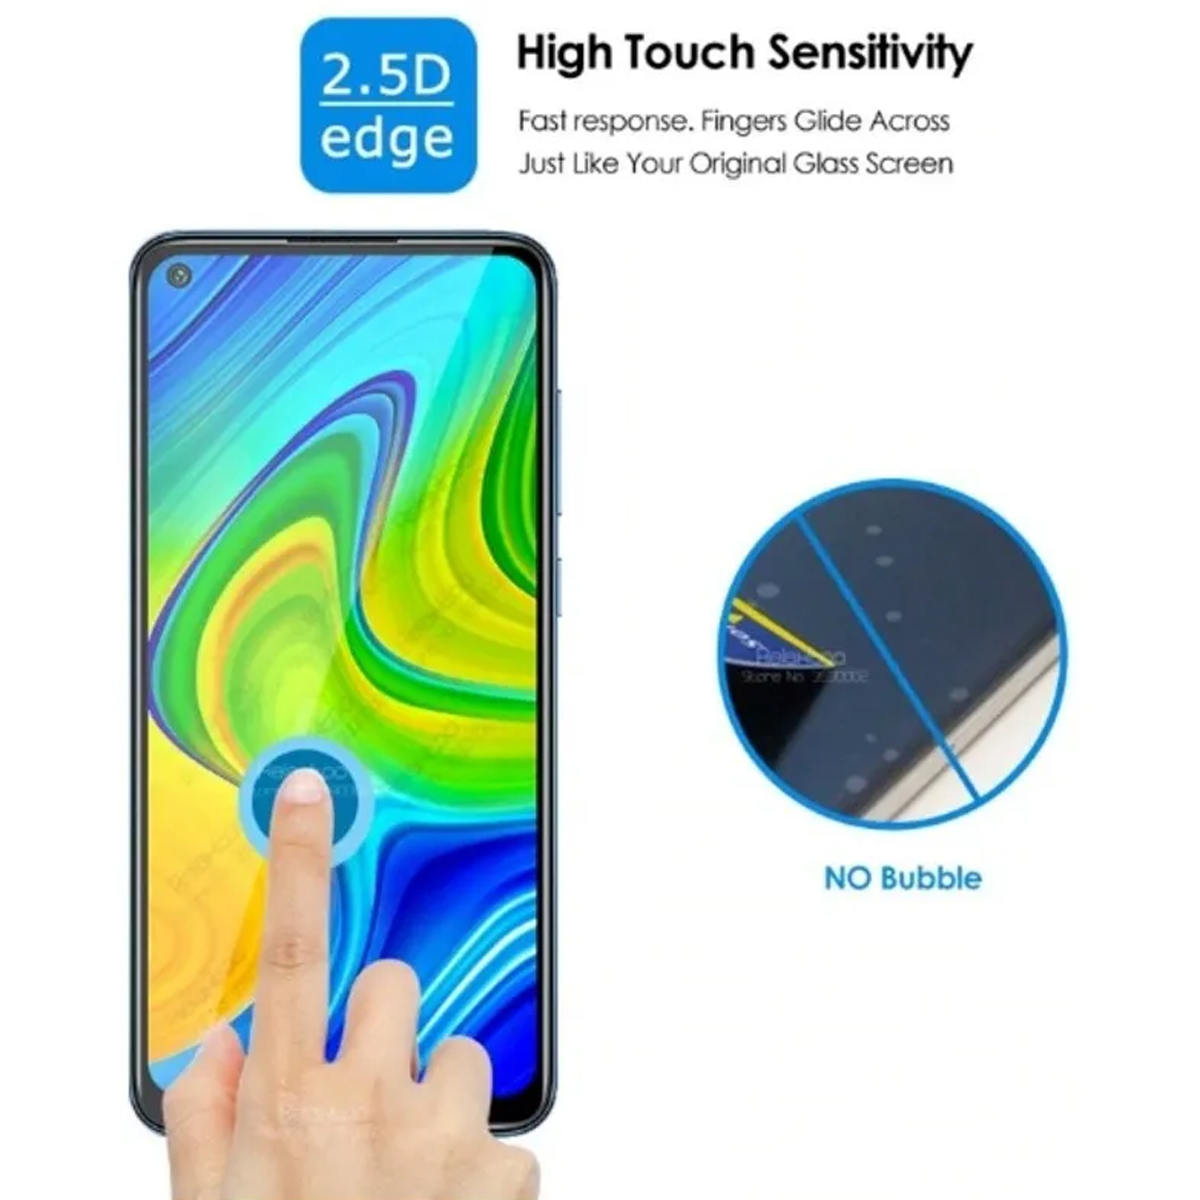 2.5D
edge
High Touch Sensitivity
Fast response. Fingers Glide Across
Just Like Your Original Glass Screen
NO Bubble